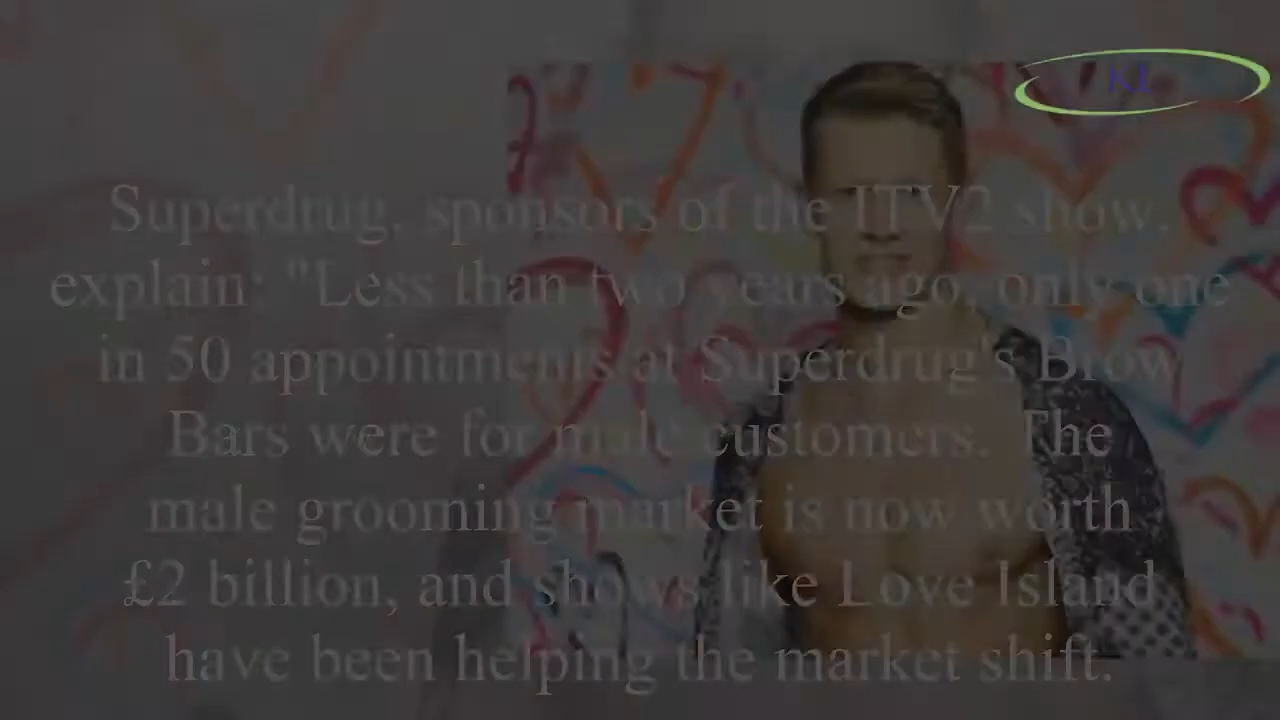 KL
Superdrug, sponsors of the ITV2 show,
explain: "Less than two years ago, only one
in 50 appointments at Superdrug's Brow
Bars were for male customers. The
male grooming market is now worth
£2 billion, and shows like Love Island
have been helping the market shift.